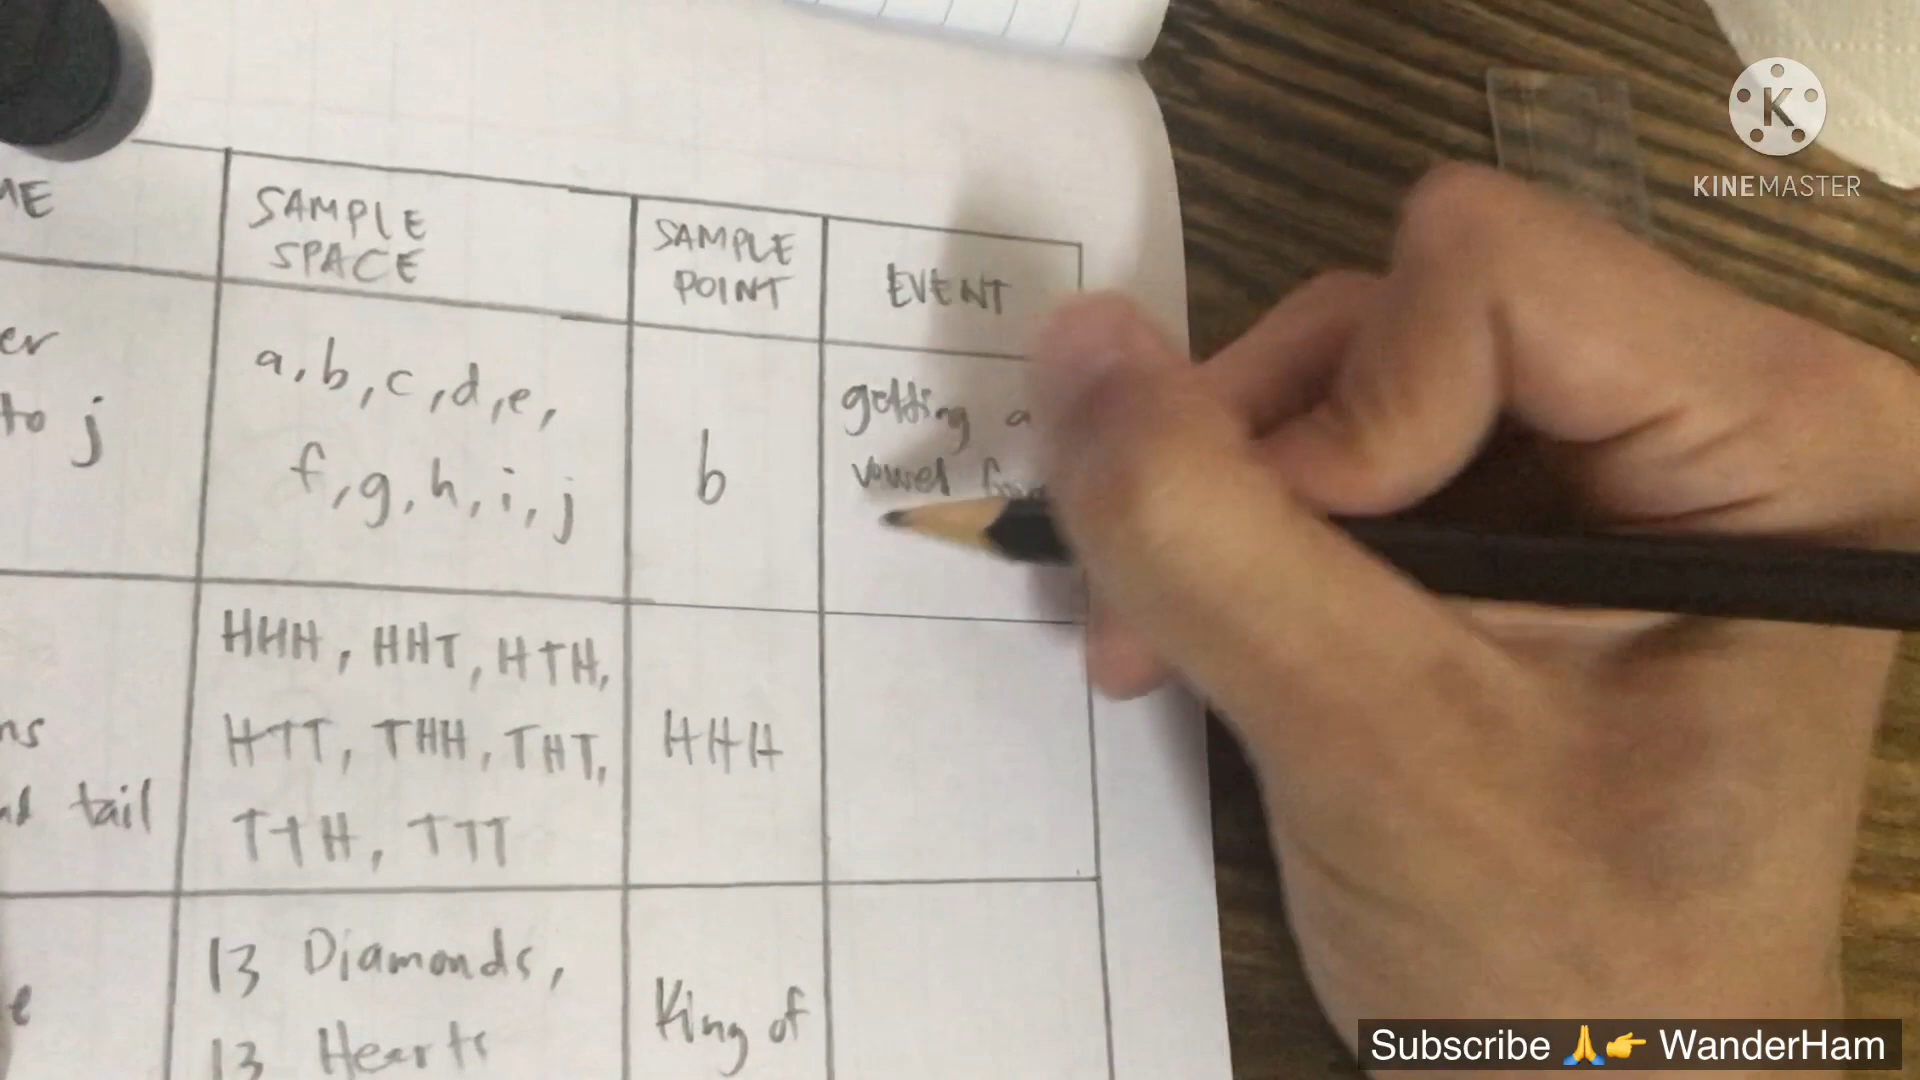 ME
SAMPLE
SPACE
SAMPLE
POINT
EVENT
er
to j
a, b, c, d, e,
f, g, h, i, j
b
getting a
vowel
HHH, HHT, HTH,
HTT, THH, THT,
TTH, TTT
HHH
ns
tail
13 Diamonds,
13 Hearts
King of
e
K
KINEMASTER
Subscribe 🙏👉 WanderHam